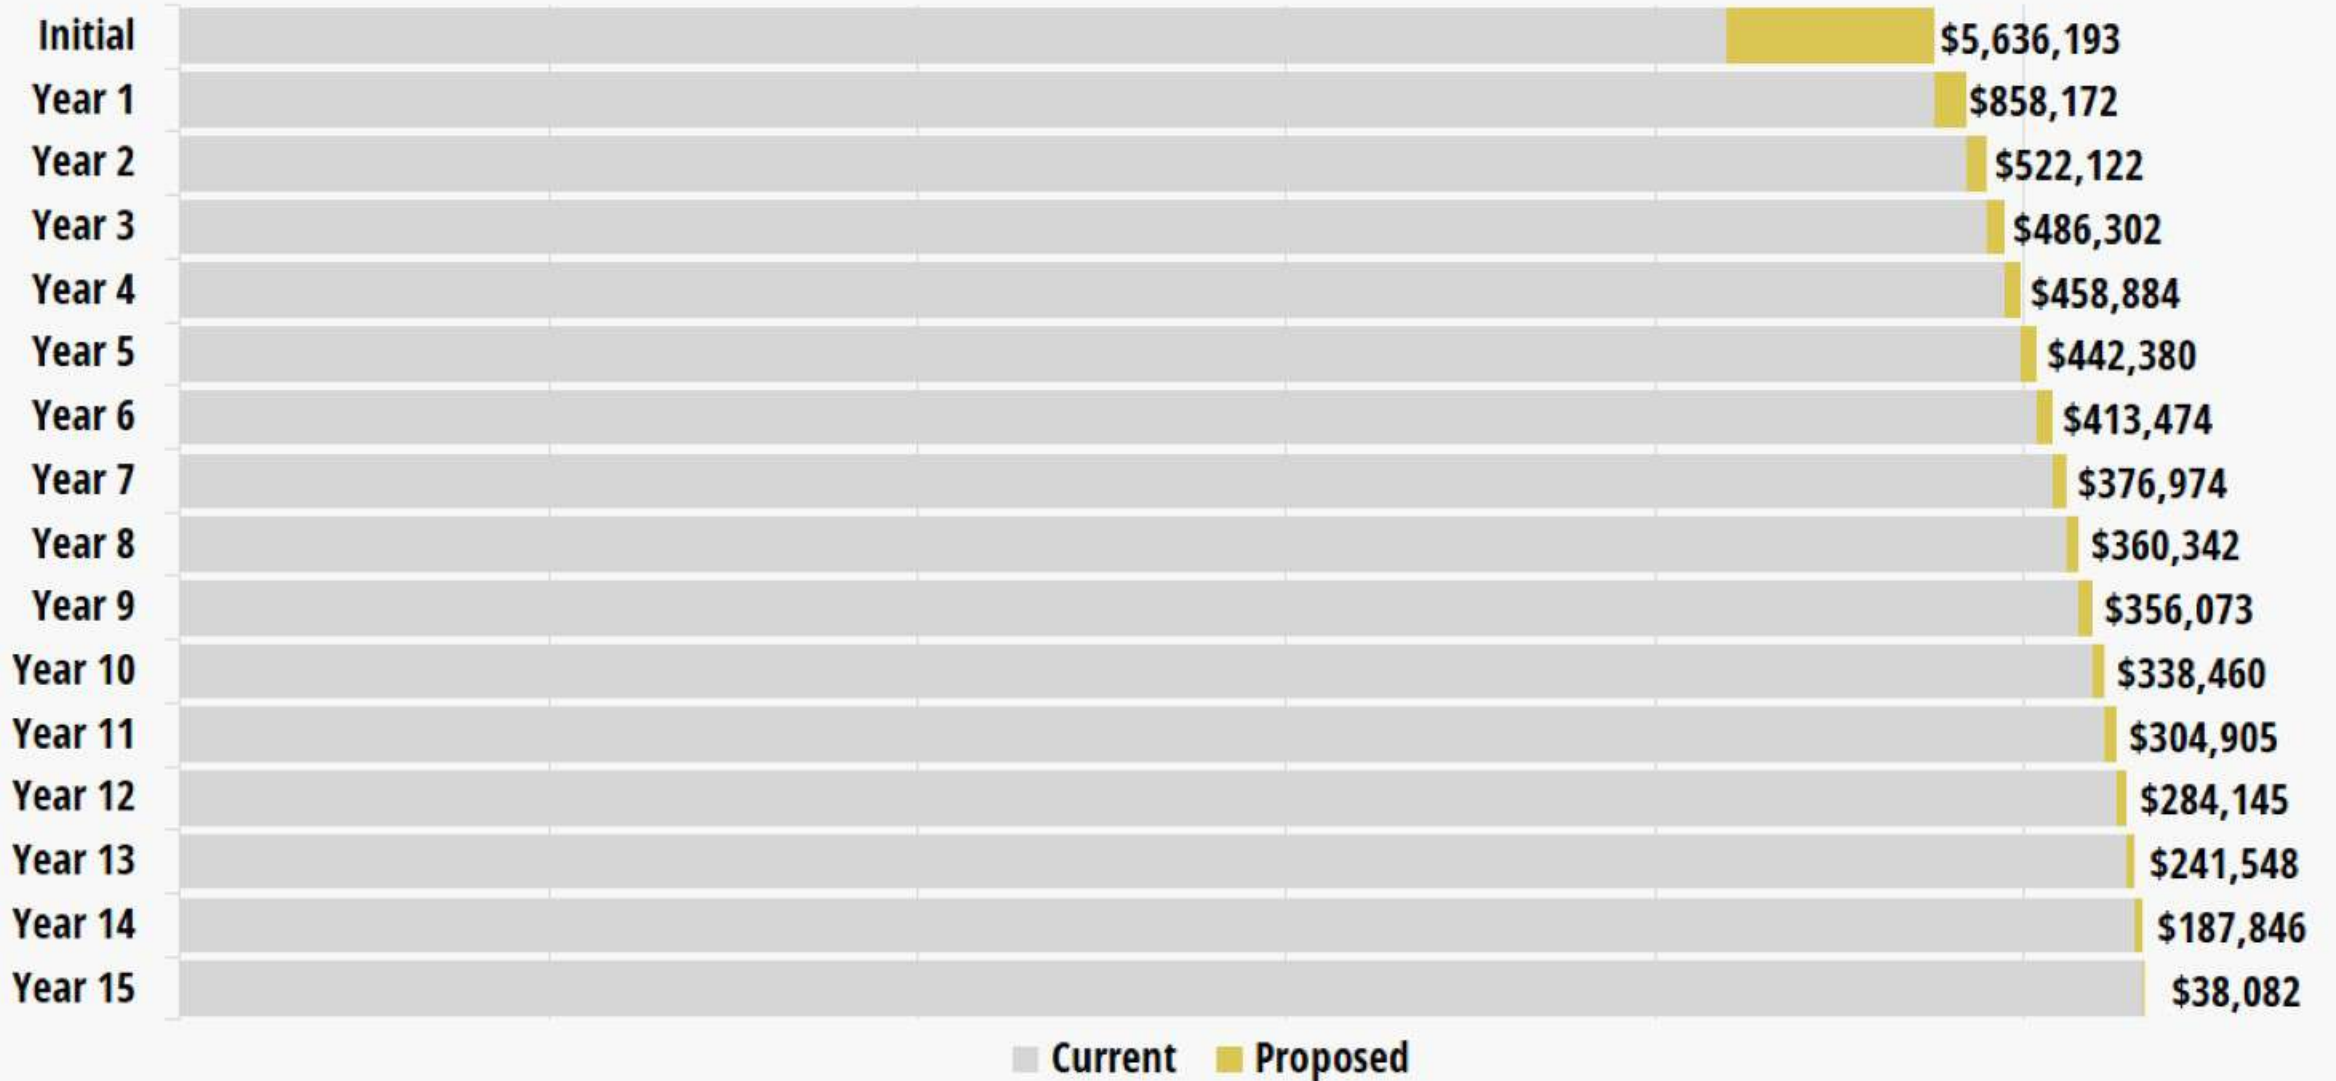 Initial $5,636,193
Year 1 $858,172
Year 2 $522,122
Year 3 $486,302
Year 4 $458,884
Year 5 $442,380
Year 6 $413,474
Year 7 $376,974
Year 8 $360,342
Year 9 $356,073
Year 10 $338,460
Year 11 $304,905
Year 12 $284,145
Year 13 $241,548
Year 14 $187,846
Year 15 $38,082
Current Proposed